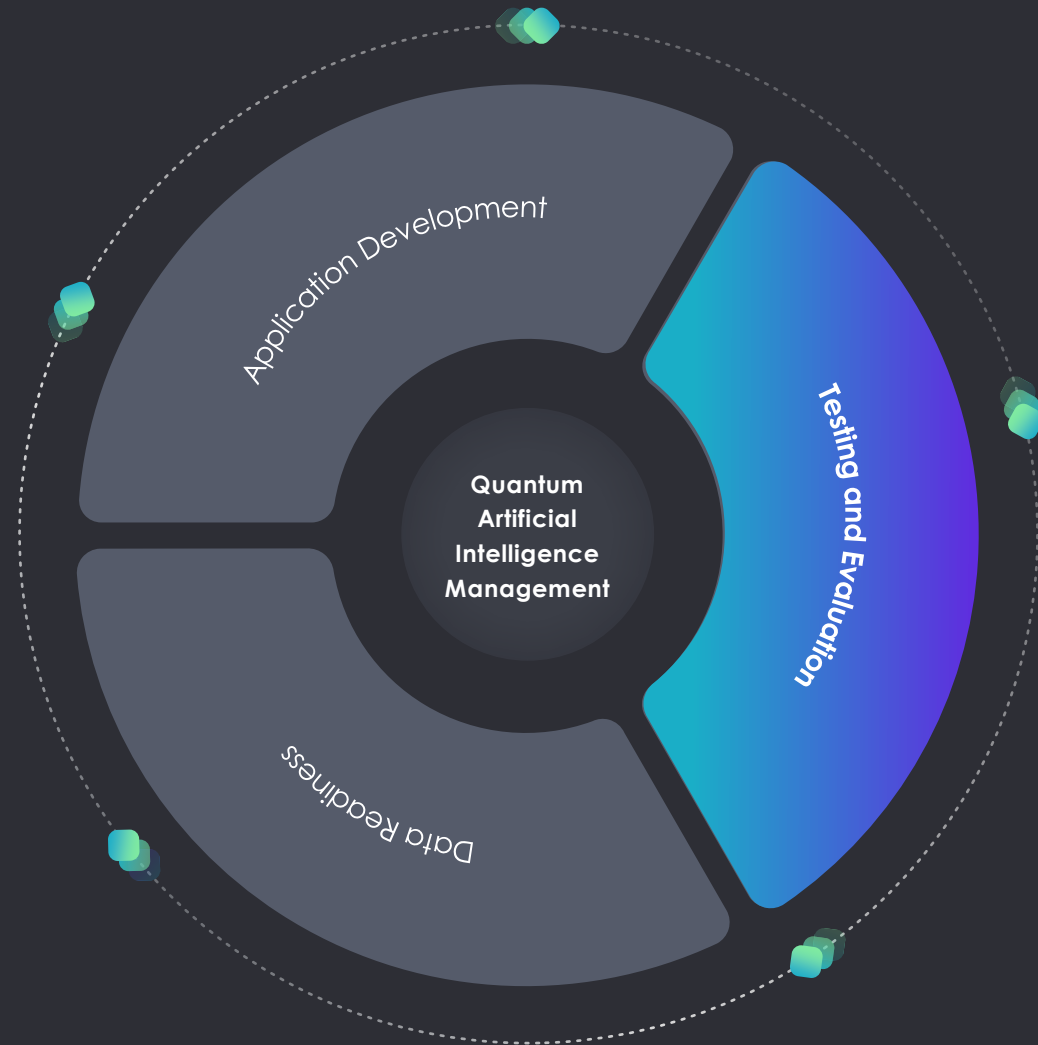 Application Development
Testing and Evaluation
Quantum
Artificial
Intelligence
Management
Data Readiness